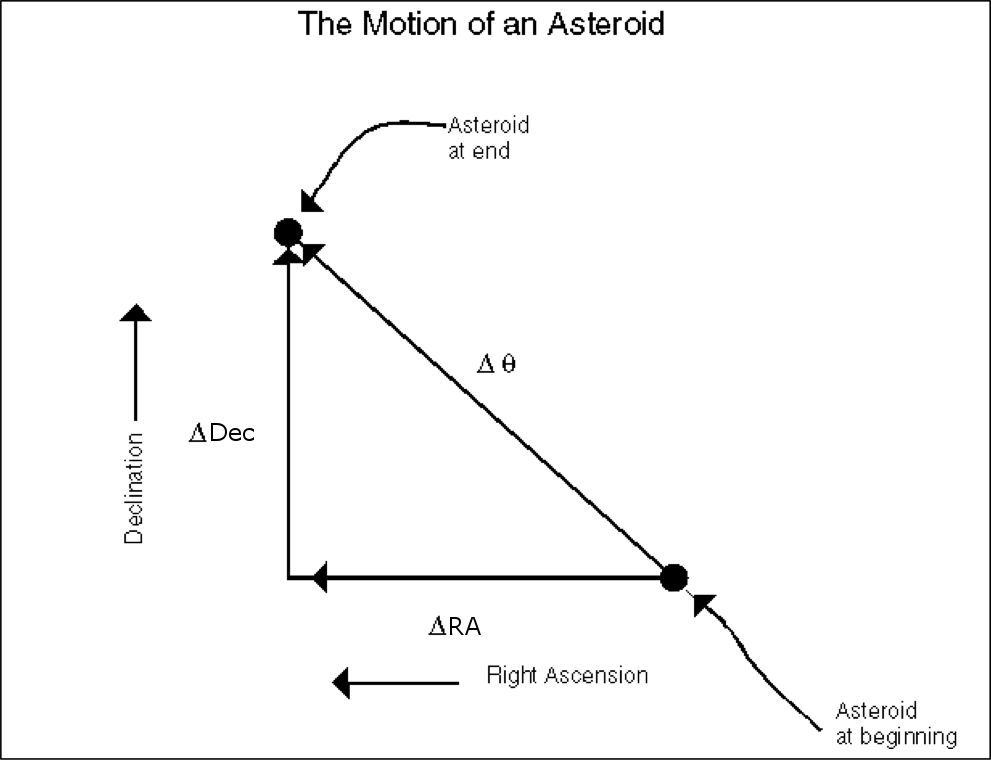 The Motion of an Asteroid
Asteroid
at end
Δ θ
ΔDec
Declination
ΔRA
Right Ascension
Asteroid
at beginning